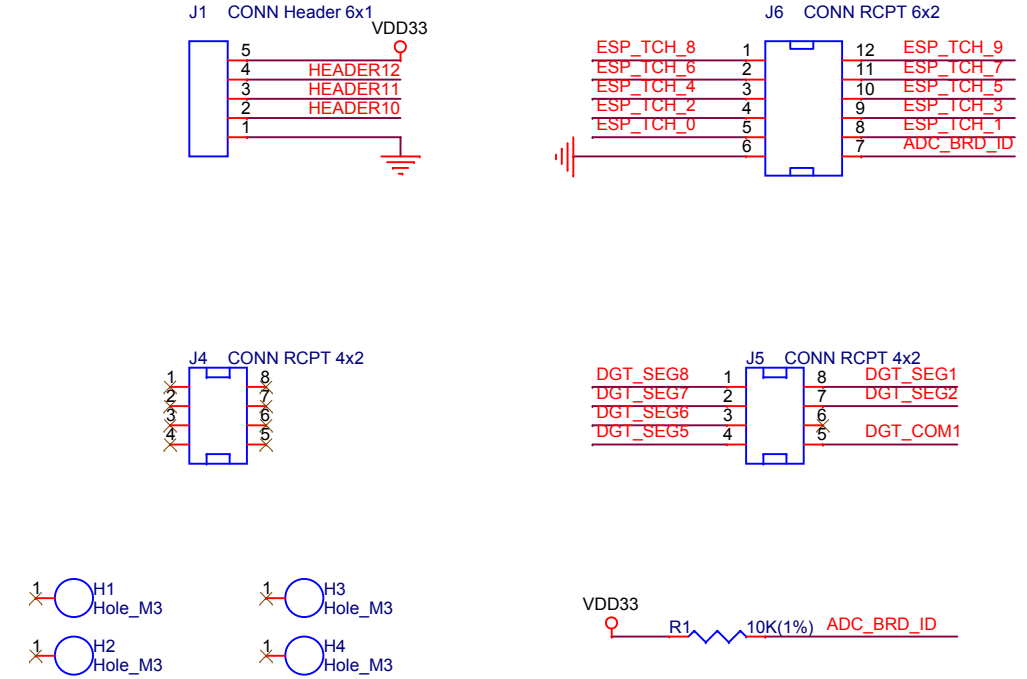 J1 CONN Header 6x1
VDD33
5
4 HEADER12
3 HEADER11
2 HEADER10
1
J6 CONN RCPT 6x2
ESP_TCH_8 1 12 ESP_TCH_9
ESP_TCH_6 2 11 ESP_TCH_7
ESP_TCH_4 3 10 ESP_TCH_5
ESP_TCH_2 4 9 ESP_TCH_3
ESP_TCH_0 5 8 ESP_TCH_1
6 7 ADC_BRD_ID
J4 CONN RCPT 4x2
1 8
2 7
3 6
4 5
J5 CONN RCPT 4x2
DGT_SEG8 1 8 DGT_SEG1
DGT_SEG7 2 7 DGT_SEG2
DGT_SEG6 3 6
DGT_SEG5 4 5 DGT_COM1
1 H1
Hole_M3
1 H3
Hole_M3
1 H2
Hole_M3
1 H4
Hole_M3
VDD33
R1 10K(1%) ADC_BRD_ID